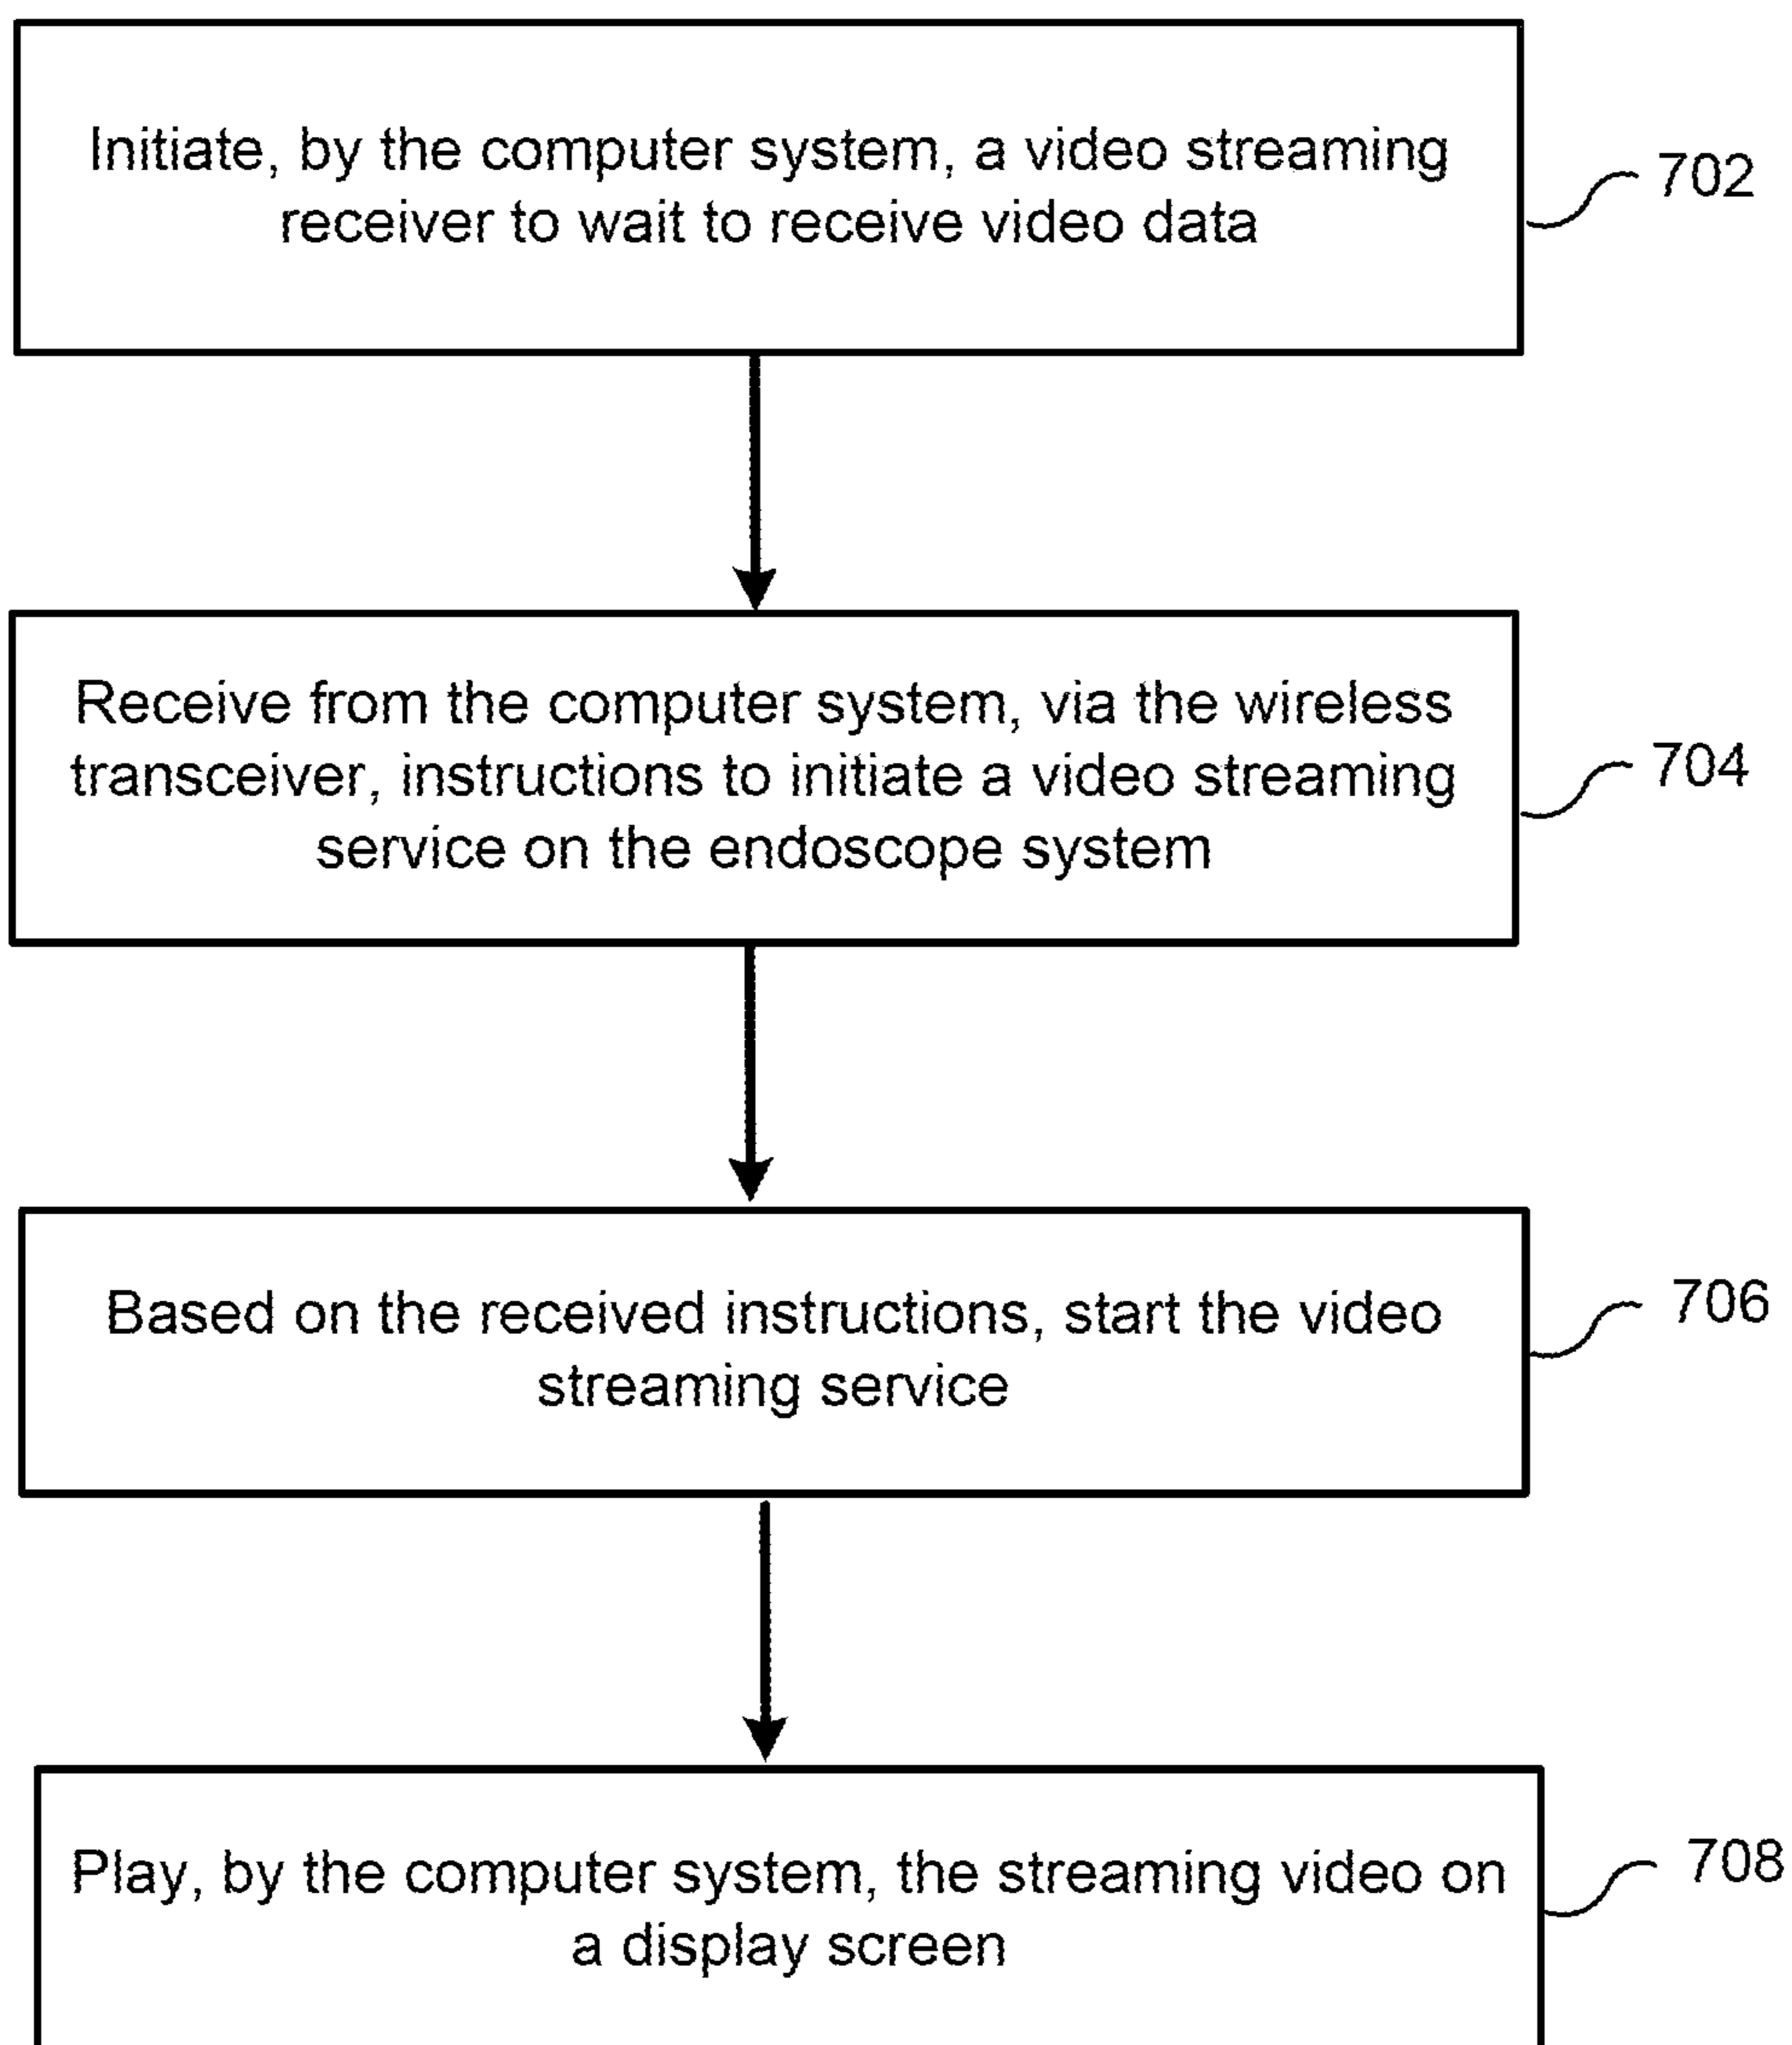 Initiate, by the computer system, a video streaming
receiver to wait to receive video data
702
Receive from the computer system, via the wireless
transceiver, instructions to initiate a video streaming
service on the endoscope system
704
Based on the received instructions, start the video
streaming service
706
Play, by the computer system, the streaming video on
a display screen
708